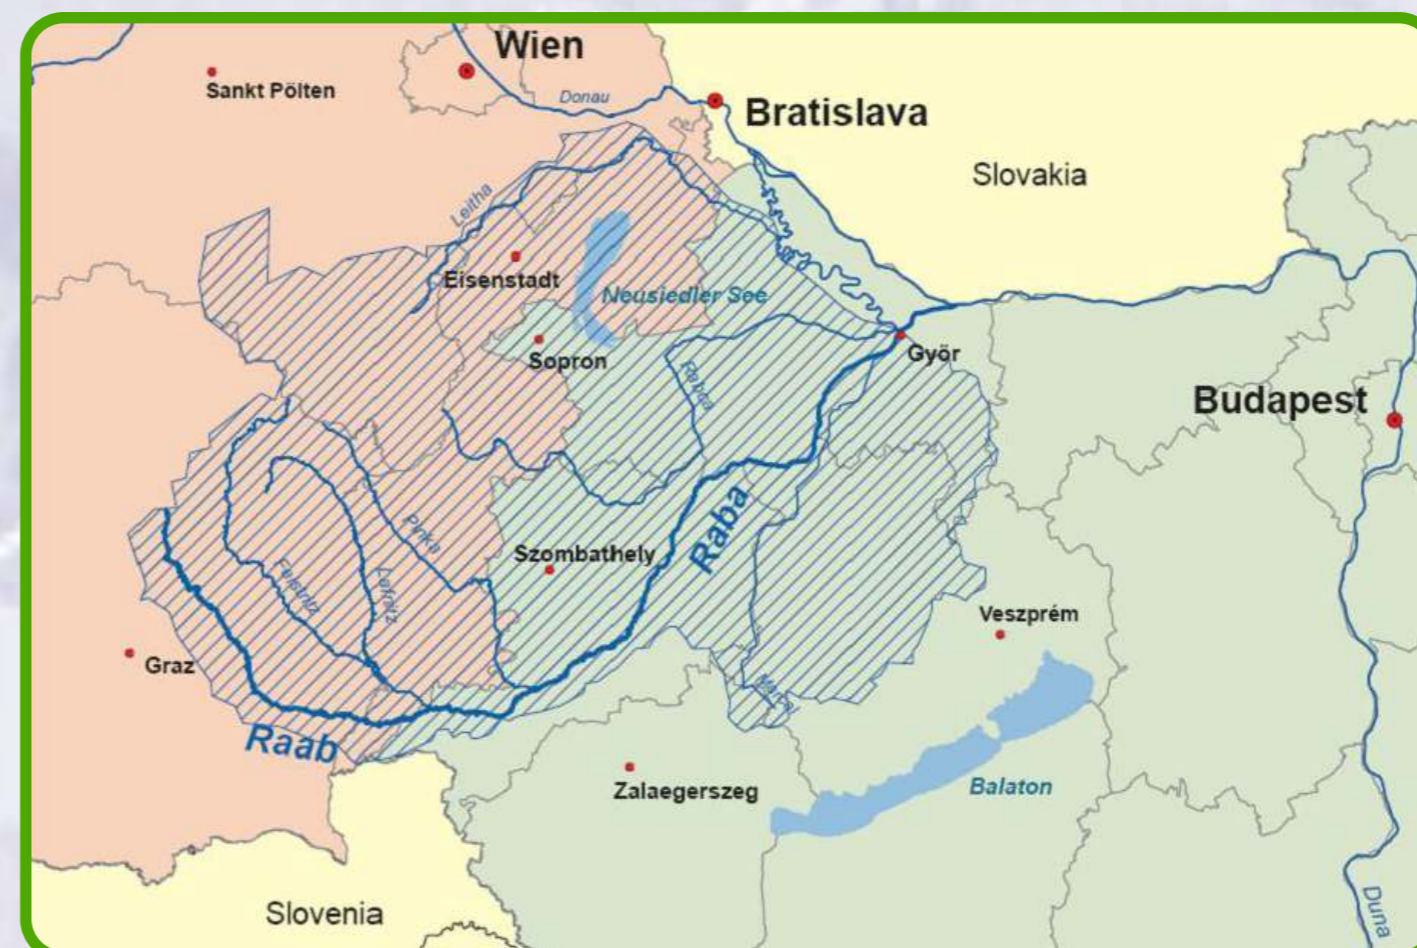 Wien
Sankt Pölten
Donau
Bratislava
Slovakia
Leitha
Eisenstadt
Neusiedler See
Sopron
Győr
Rabca
Budapest
Raba
Pinka
Szombathely
Feistritz
Lafnitz
Veszprém
Graz
Marcal
Raab
Zalaegerszeg
Balaton
Slovenia
Duna